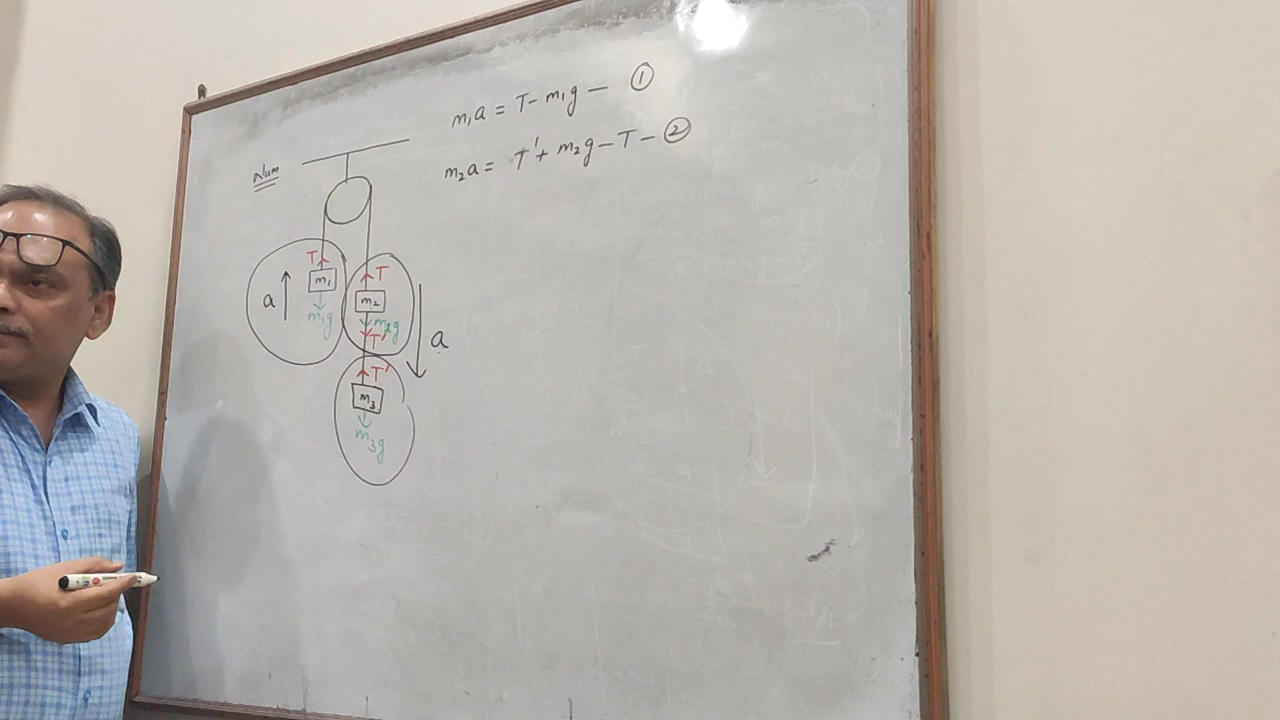 m₁a = T - m₁g - ①
m₂a = T' + m₂g - T - ②
Num
T
T
a
m₁
m₂
m₁g
m₂g
T'
a
T'
m₃
m₃g